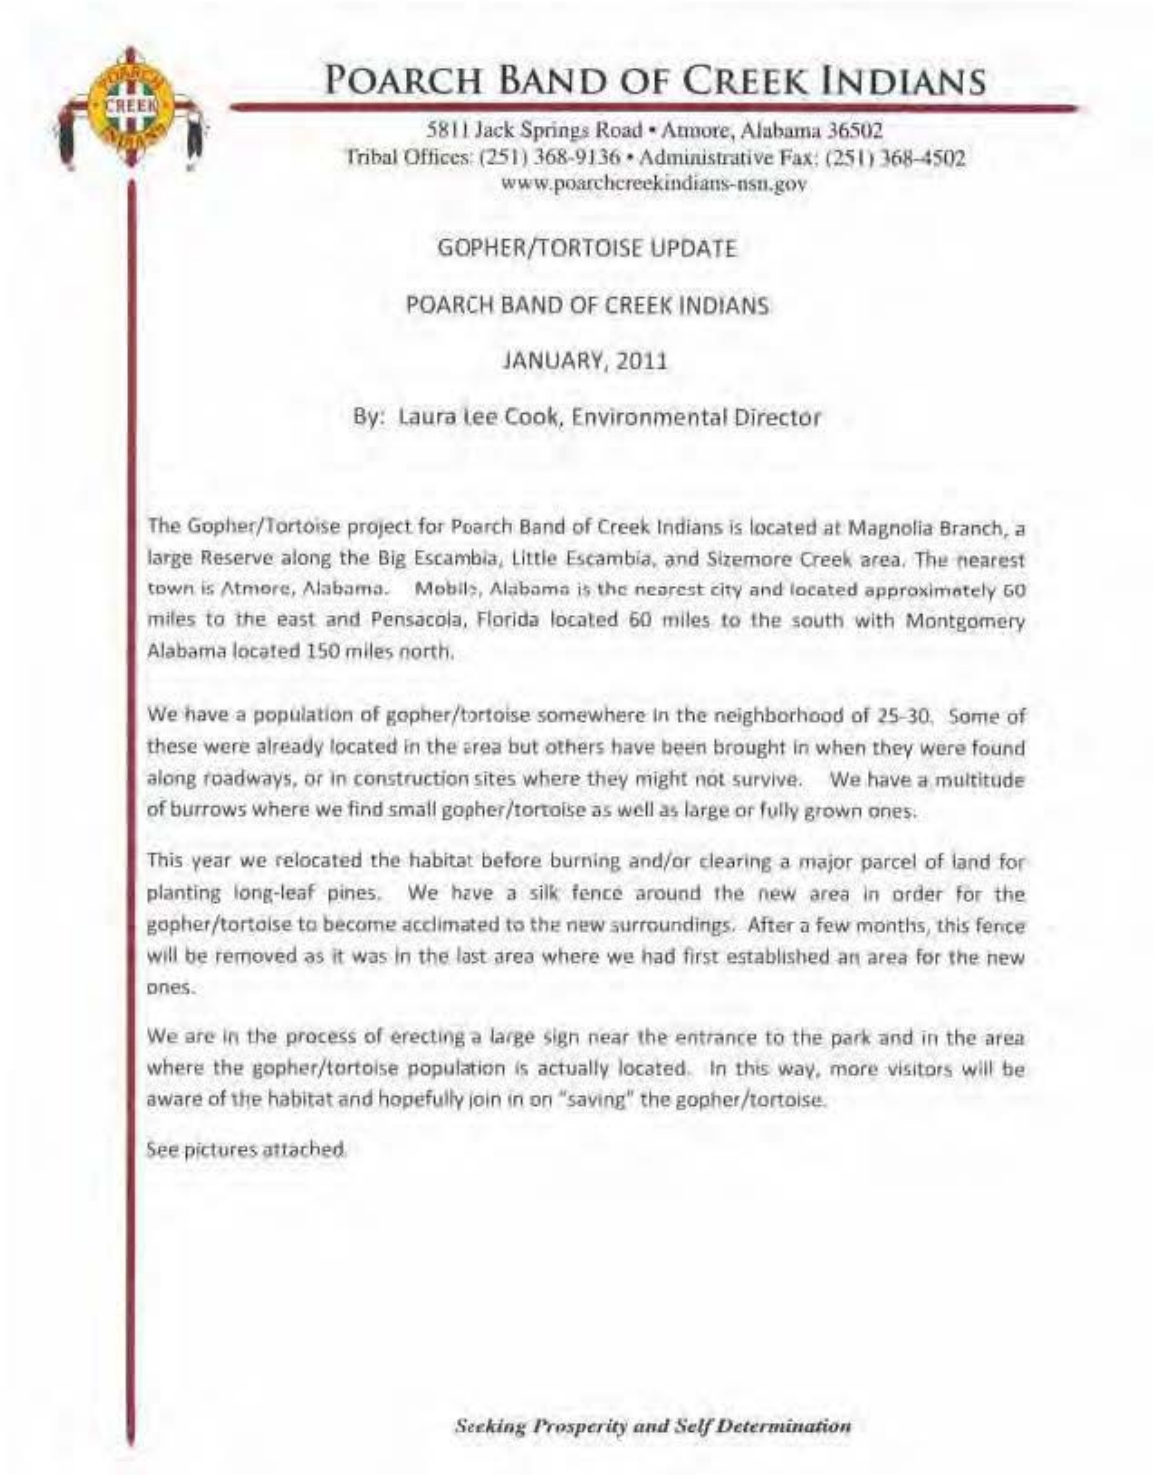 POARCH
CREEK
INDIANS
POARCH BAND OF CREEK INDIANS
5811 Jack Springs Road • Atmore, Alabama 36502
Tribal Offices: (251) 368-9136 • Administrative Fax: (251) 368-4502
www.poarchcreekindians-nsn.gov
GOPHER/TORTOISE UPDATE
POARCH BAND OF CREEK INDIANS
JANUARY, 2011
By: Laura Lee Cook, Environmental Director
The Gopher/Tortoise project for Poarch Band of Creek Indians is located at Magnolia Branch, a
large Reserve along the Big Escambia, Little Escambia, and Sizemore Creek area. The nearest
town is Atmore, Alabama. Mobile, Alabama is the nearest city and located approximately 60
miles to the east and Pensacola, Florida located 60 miles to the south with Montgomery
Alabama located 150 miles north.
We have a population of gopher/tortoise somewhere in the neighborhood of 25-30. Some of
these were already located in the area but others have been brought in when they were found
along roadways, or in construction sites where they might not survive. We have a multitude
of burrows where we find small gopher/tortoise as well as large or fully grown ones.
This year we relocated the habitat before burning and/or clearing a major parcel of land for
planting long-leaf pines. We have a silk fence around the new area in order for the
gopher/tortoise to become acclimated to the new surroundings. After a few months, this fence
will be removed as it was in the last area where we had first established an area for the new
ones.
We are in the process of erecting a large sign near the entrance to the park and in the area
where the gopher/tortoise population is actually located. In this way, more visitors will be
aware of the habitat and hopefully join in on "saving" the gopher/tortoise.
See pictures attached.
Seeking Prosperity and Self Determination